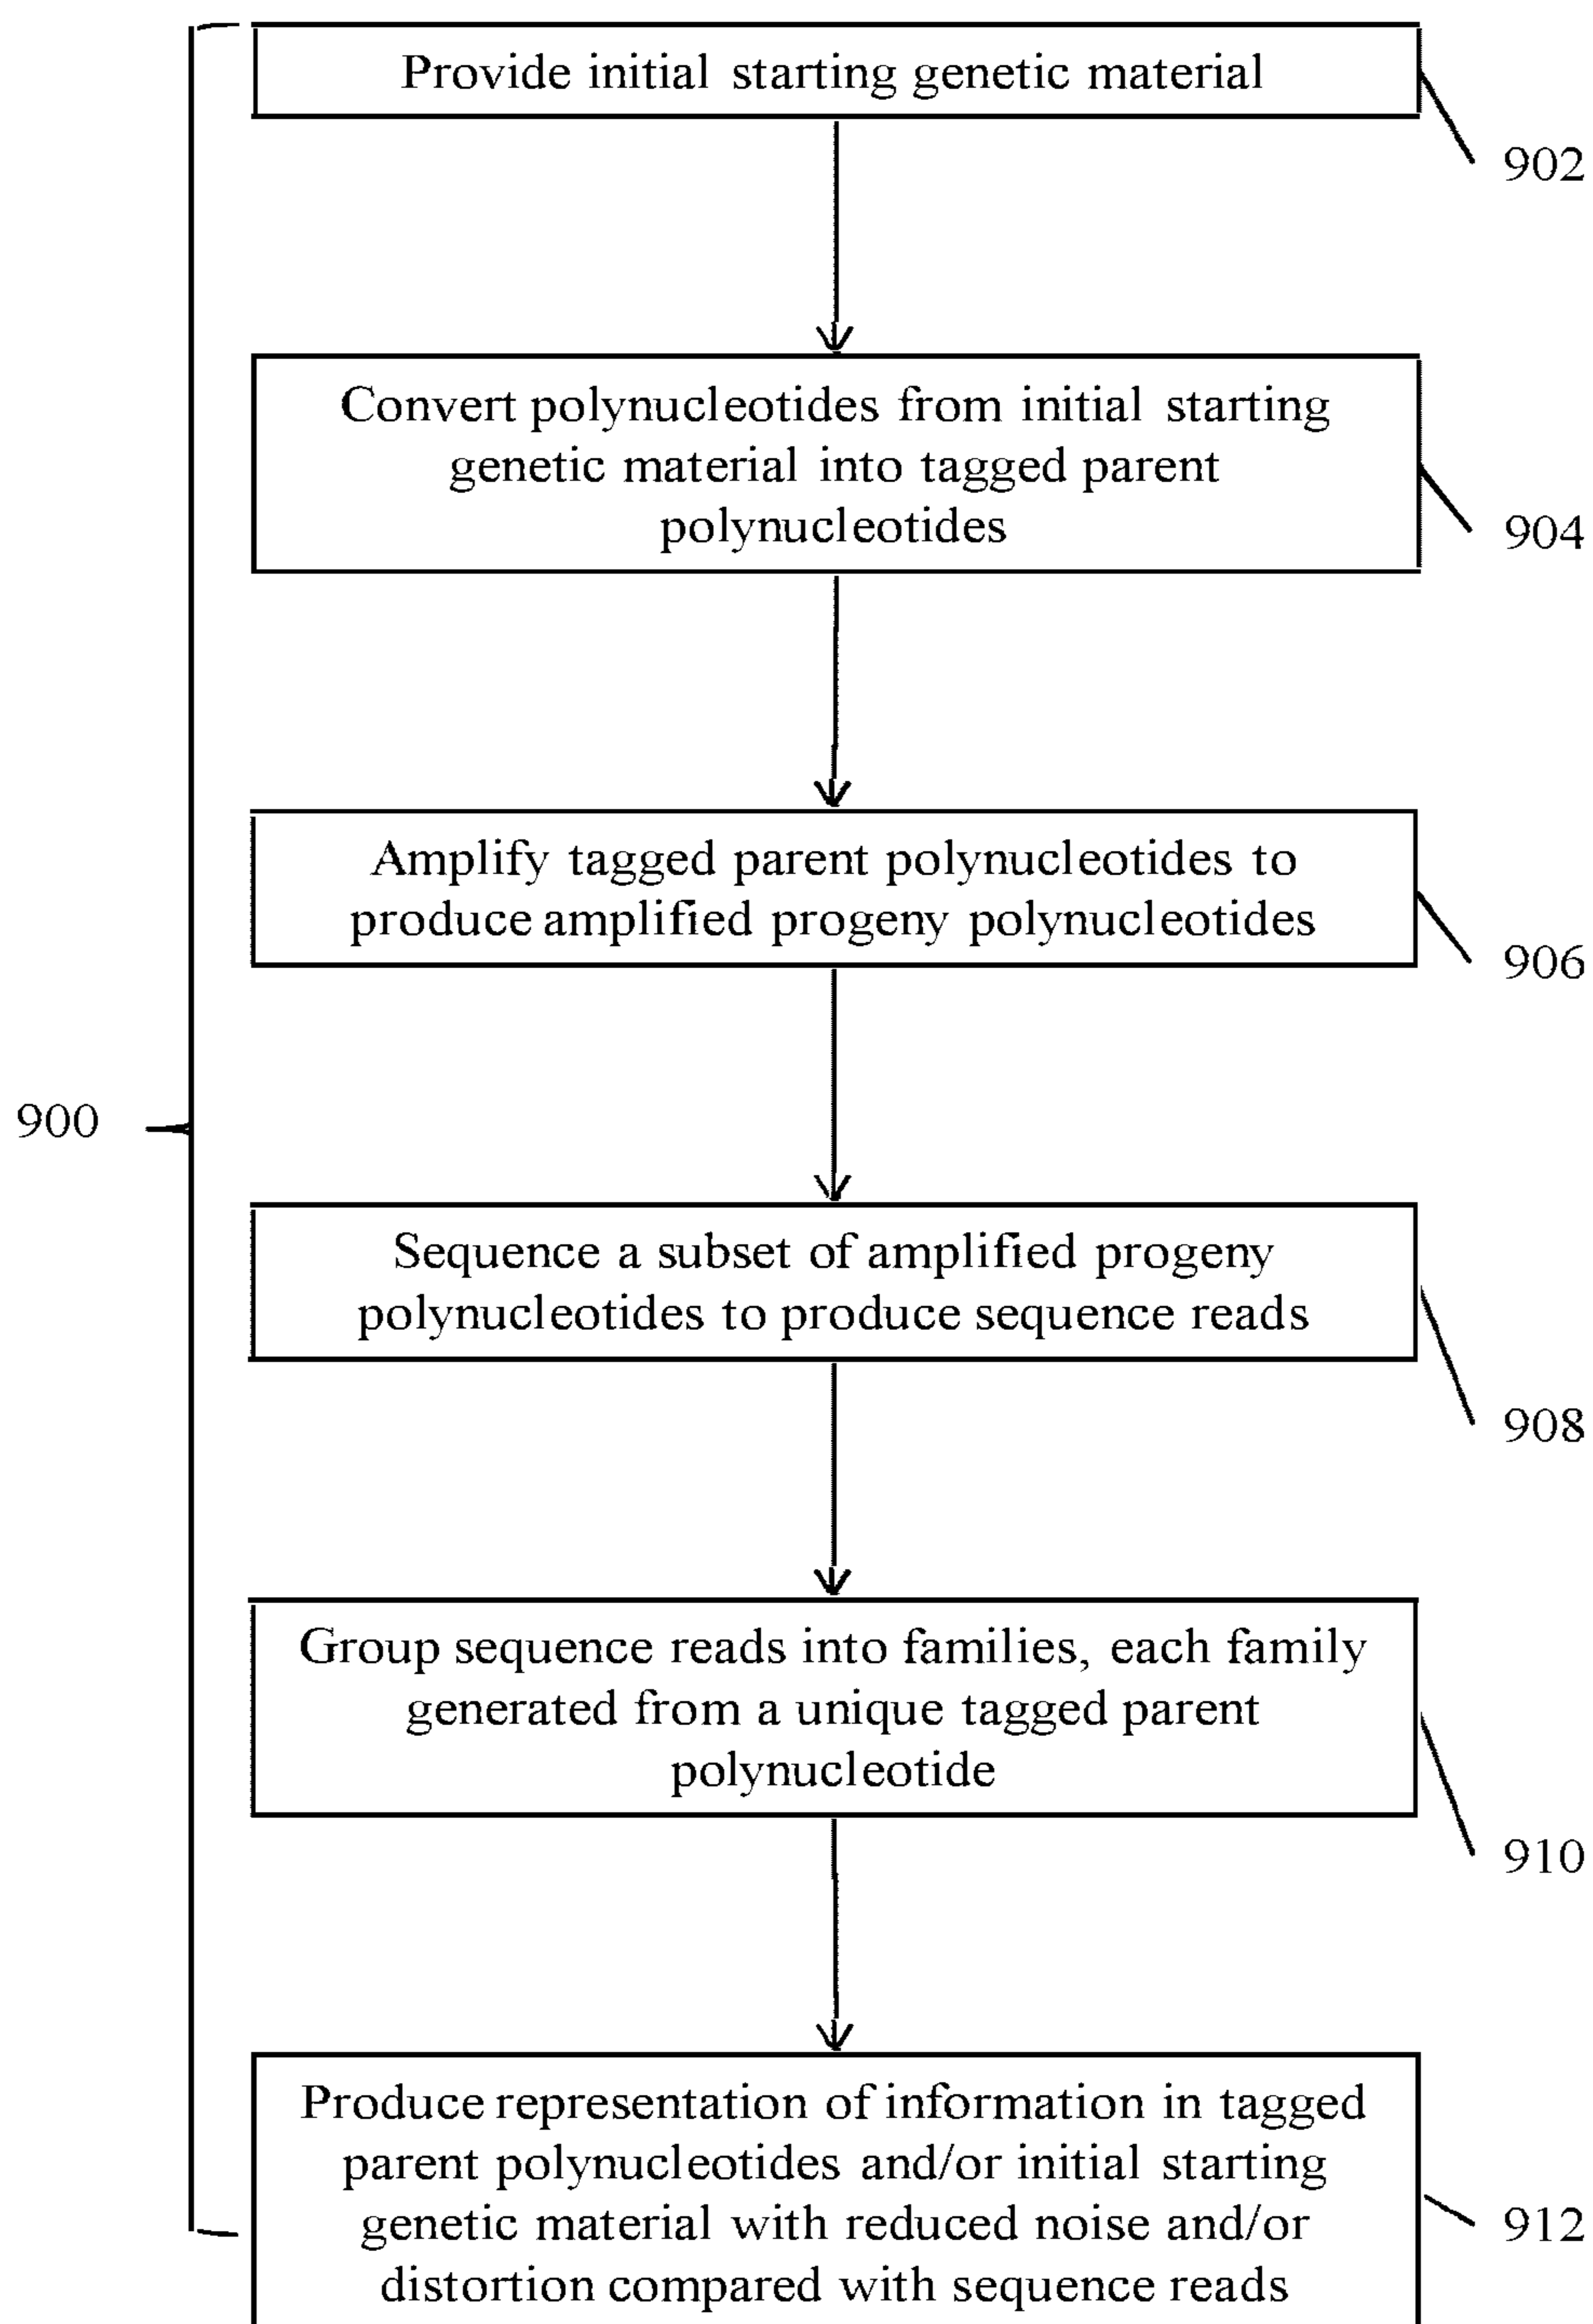 Provide initial starting genetic material
902
Convert polynucleotides from initial starting
genetic material into tagged parent
polynucleotides
904
Amplify tagged parent polynucleotides to
produce amplified progeny polynucleotides
906
900
Sequence a subset of amplified progeny
polynucleotides to produce sequence reads
908
Group sequence reads into families, each family
generated from a unique tagged parent
polynucleotide
910
Produce representation of information in tagged
parent polynucleotides and/or initial starting
genetic material with reduced noise and/or
distortion compared with sequence reads
912